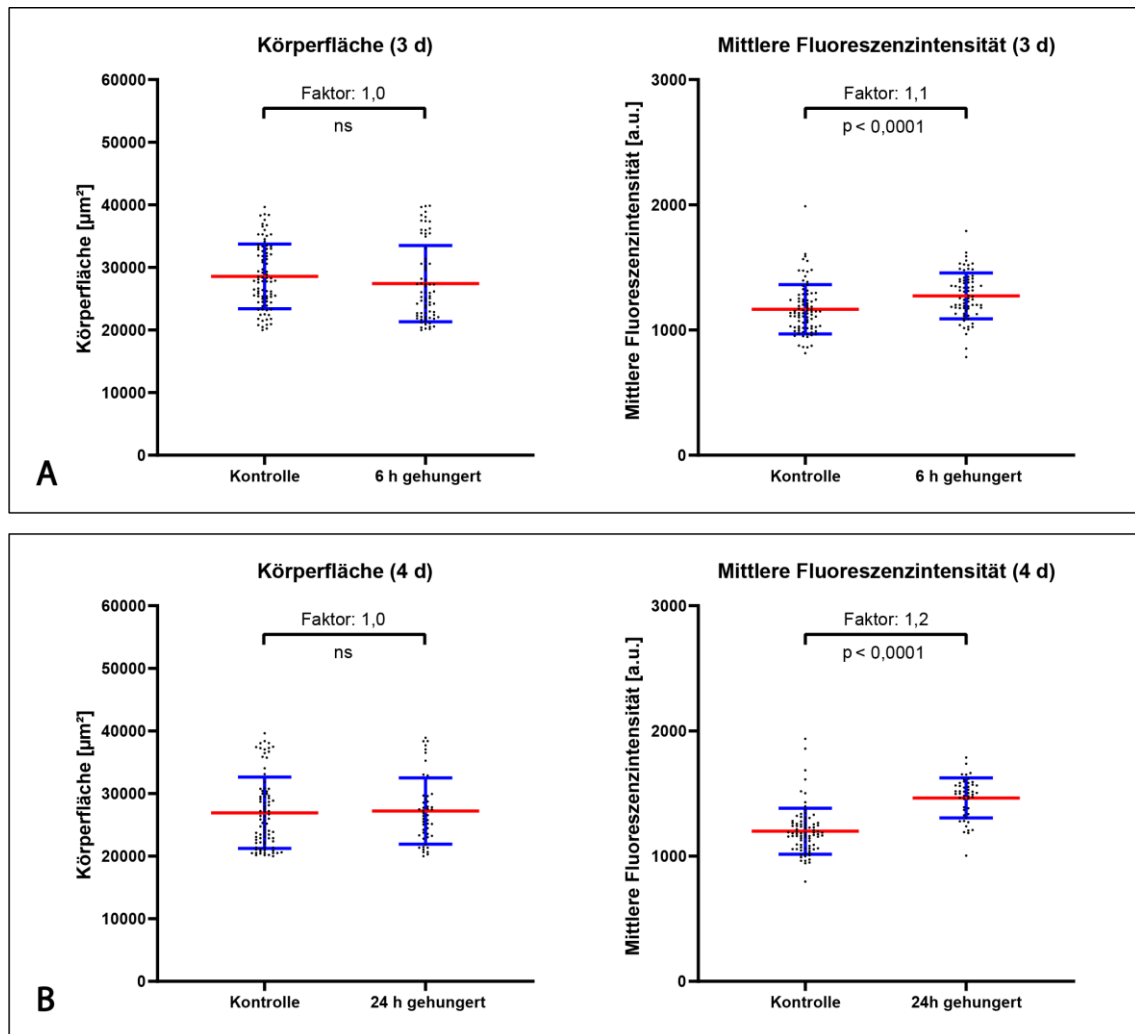 Körperfläche (3 d)
Faktor: 1,0
ns
Körperfläche [µm²]
60000
50000
40000
30000
20000
10000
0
Kontrolle
6 h gehungert
Mittlere Fluoreszenzintensität (3 d)
Faktor: 1,1
p < 0,0001
Mittlere Fluoreszenzintensität [a.u.]
3000
2000
1000
0
Kontrolle
6 h gehungert
A
Körperfläche (4 d)
Faktor: 1,0
ns
Körperfläche [µm²]
60000
50000
40000
30000
20000
10000
0
Kontrolle
24 h gehungert
Mittlere Fluoreszenzintensität (4 d)
Faktor: 1,2
p < 0,0001
Mittlere Fluoreszenzintensität [a.u.]
3000
2000
1000
0
Kontrolle
24h gehungert
B